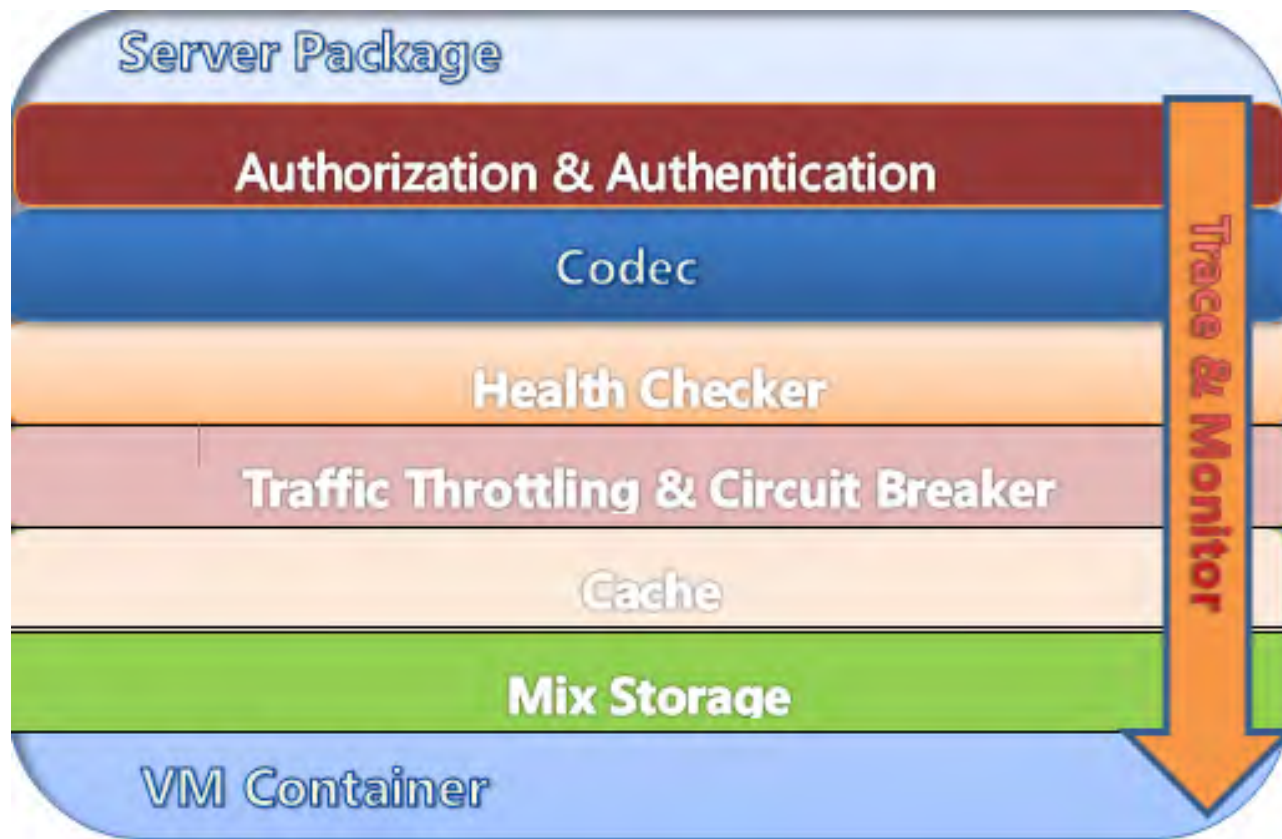 Server Package
Authorization & Authentication
Codec
Health Checker
Traffic Throttling & Circuit Breaker
Cache
Mix Storage
VM Container
Trace & Monitor